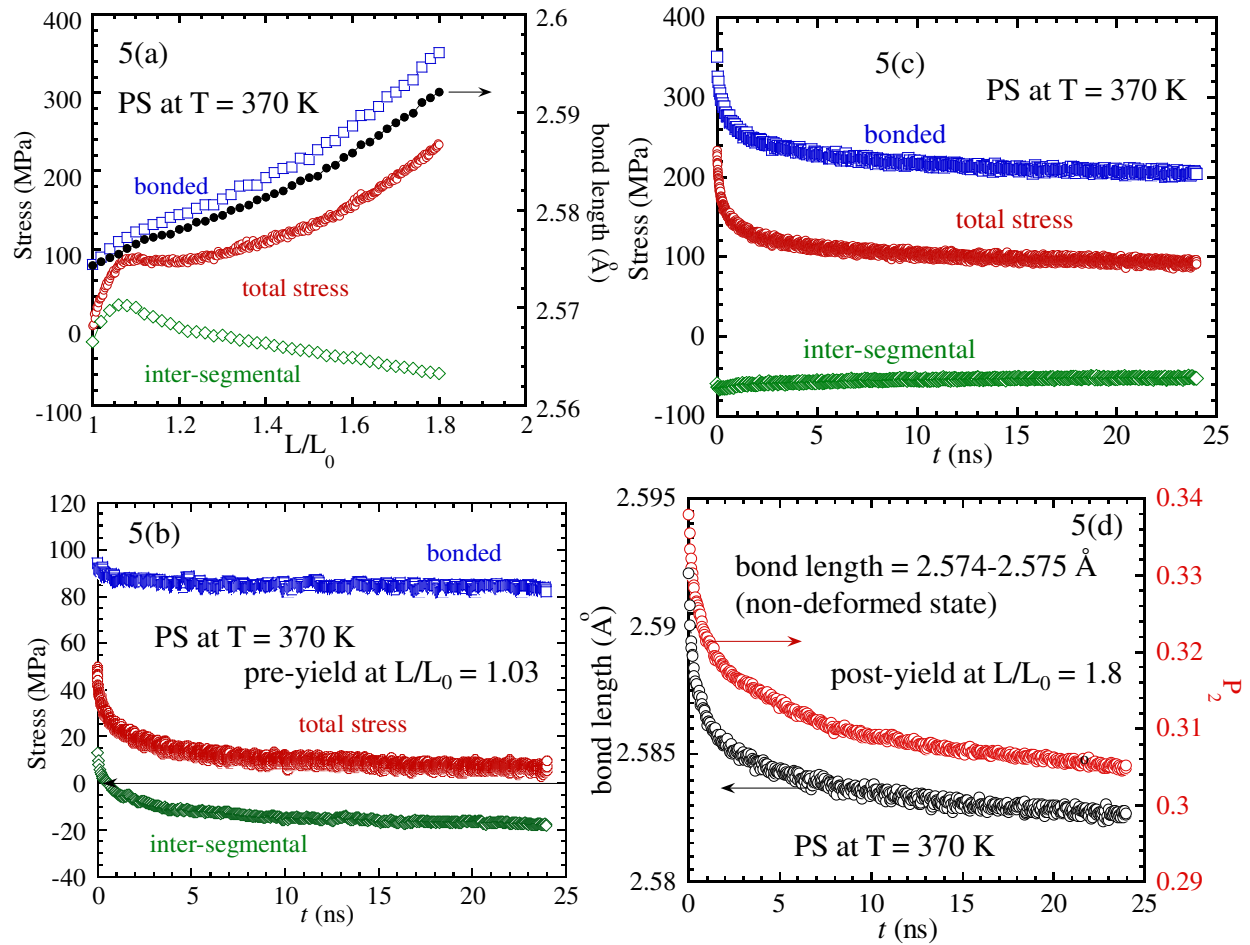 5(a)
PS at T = 370 K
bonded
total stress
inter-segmental
Stress (MPa)
400
300
200
100
0
-100
1
1.2
1.4
1.6
1.8
2
L/L0
2.6
2.59
2.58
2.57
2.56
bond length (Å)
5(c)
PS at T = 370 K
bonded
total stress
inter-segmental
Stress (MPa)
400
300
200
100
0
-100
0
5
10
15
20
25
t (ns)
5(b)
bonded
PS at T = 370 K
pre-yield at L/L0 = 1.03
total stress
inter-segmental
Stress (MPa)
120
100
80
60
40
20
0
-20
-40
0
5
10
15
20
25
t (ns)
5(d)
bond length = 2.574-2.575 Å
(non-deformed state)
post-yield at L/L0 = 1.8
PS at T = 370 K
bond length (Å)
2.595
2.59
2.585
2.58
0
5
10
15
20
25
t (ns)
0.34
0.33
0.32
0.31
0.3
0.29
P2